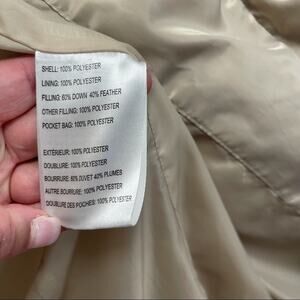 SHELL: 100% POLYESTER
LINING: 100% POLYESTER
FILLING: 60% DOWN 40% FEATHER
OTHER FILLING: 100% POLYESTER
POCKET BAG: 100% POLYESTER
EXTÉRIEUR: 100% POLYESTER
DOUBLURE: 100% POLYESTER
BOURRURE: 60% DUVET 40% PLUMES
AUTRE BOURRURE: 100% POLYESTER
DOUBLURE DES POCHES: 100% POLYESTER